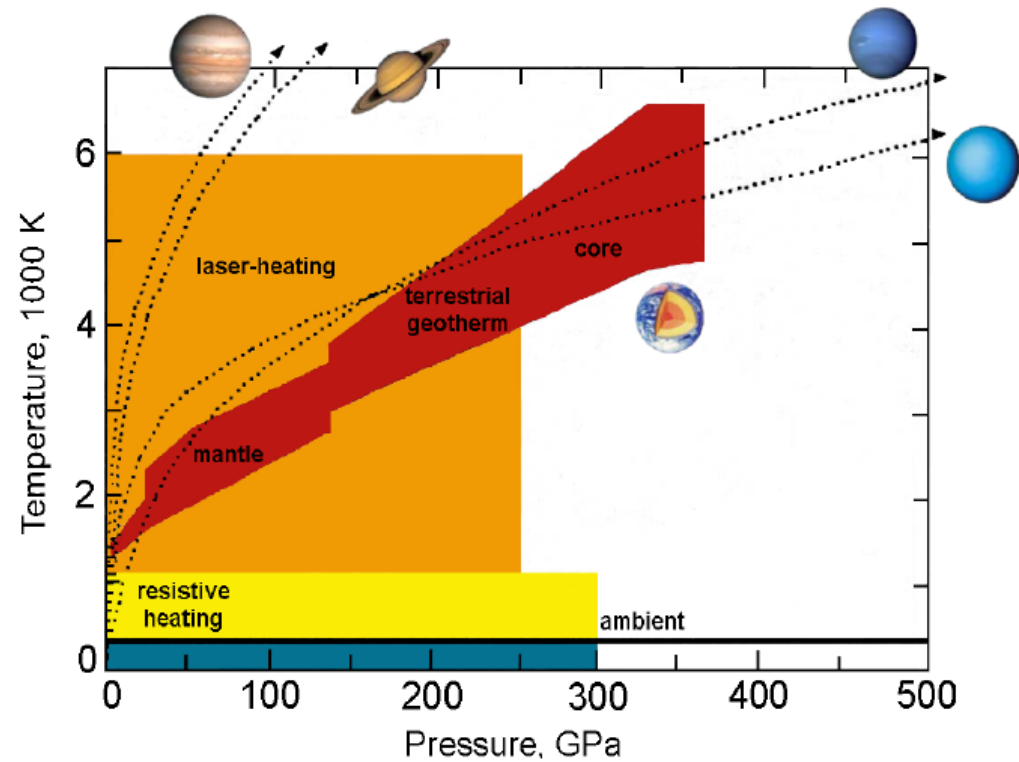 Temperature, 1000 K
6
4
2
0
laser-heating
core
terrestrial
geotherm
mantle
resistive
heating
ambient
0
100
200
300
400
500
Pressure, GPa